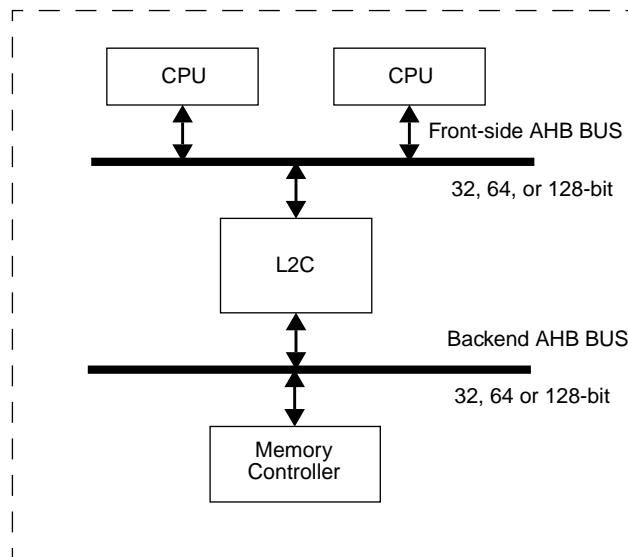 CPU
CPU
Front-side AHB BUS
32, 64, or 128-bit
L2C
Backend AHB BUS
32, 64 or 128-bit
Memory
Controller